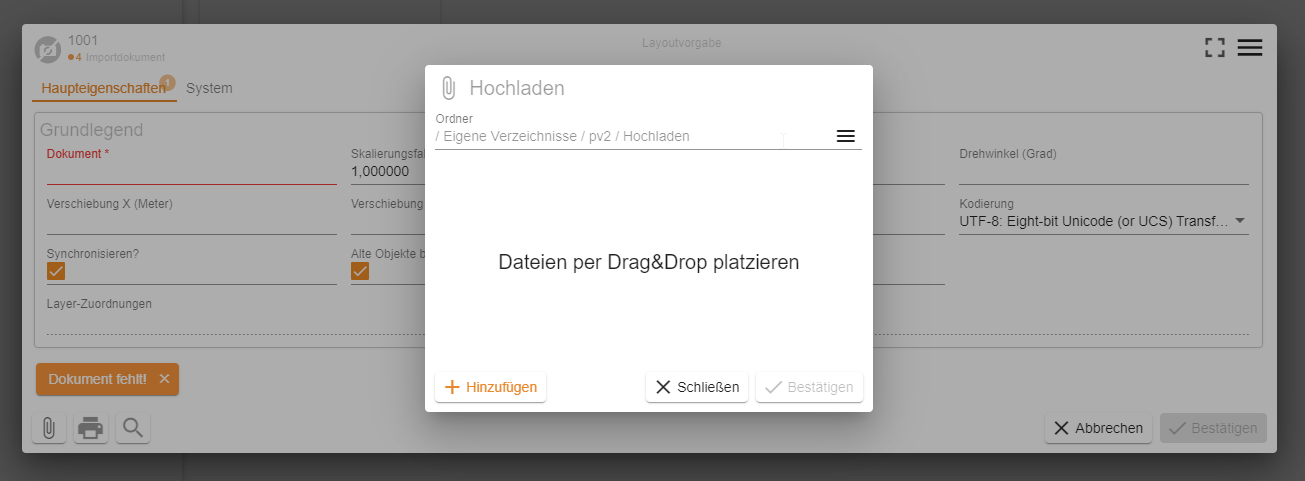 1001
4 Importdokument
Layoutvorgabe
Haupteigenschaften 1
System
Grundlegend
Dokument *
Skalierungsfa
1,000000
Drehwinkel (Grad)
Verschiebung X (Meter)
Verschiebung
Kodierung
UTF-8: Eight-bit Unicode (or UCS) Transf...
Synchronisieren?
Alte Objekte b
Layer-Zuordnungen
Dokument fehlt!
Abbrechen
Bestätigen
Hochladen
Ordner
/ Eigene Verzeichnisse / pv2 / Hochladen
Dateien per Drag&Drop platzieren
Hinzufügen
Schließen
Bestätigen